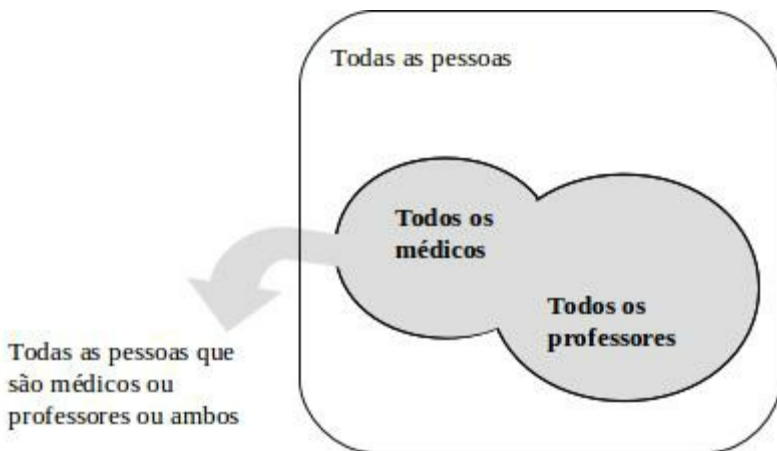 Todas as pessoas
Todos os
médicos
Todos os
professores
Todas as pessoas que
são médicos ou
professores ou ambos